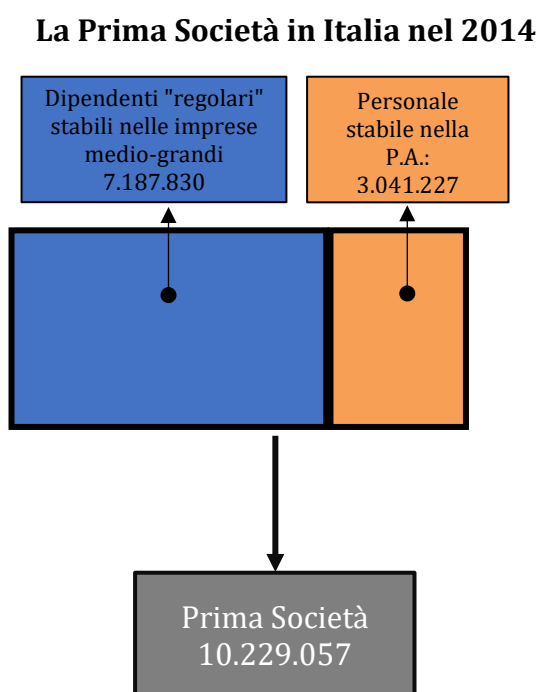 La Prima Società in Italia nel 2014
Dipendenti "regolari"
stabili nelle imprese
medio-grandi
7.187.830
Personale
stabile nella
P.A.:
3.041.227
Prima Società
10.229.057